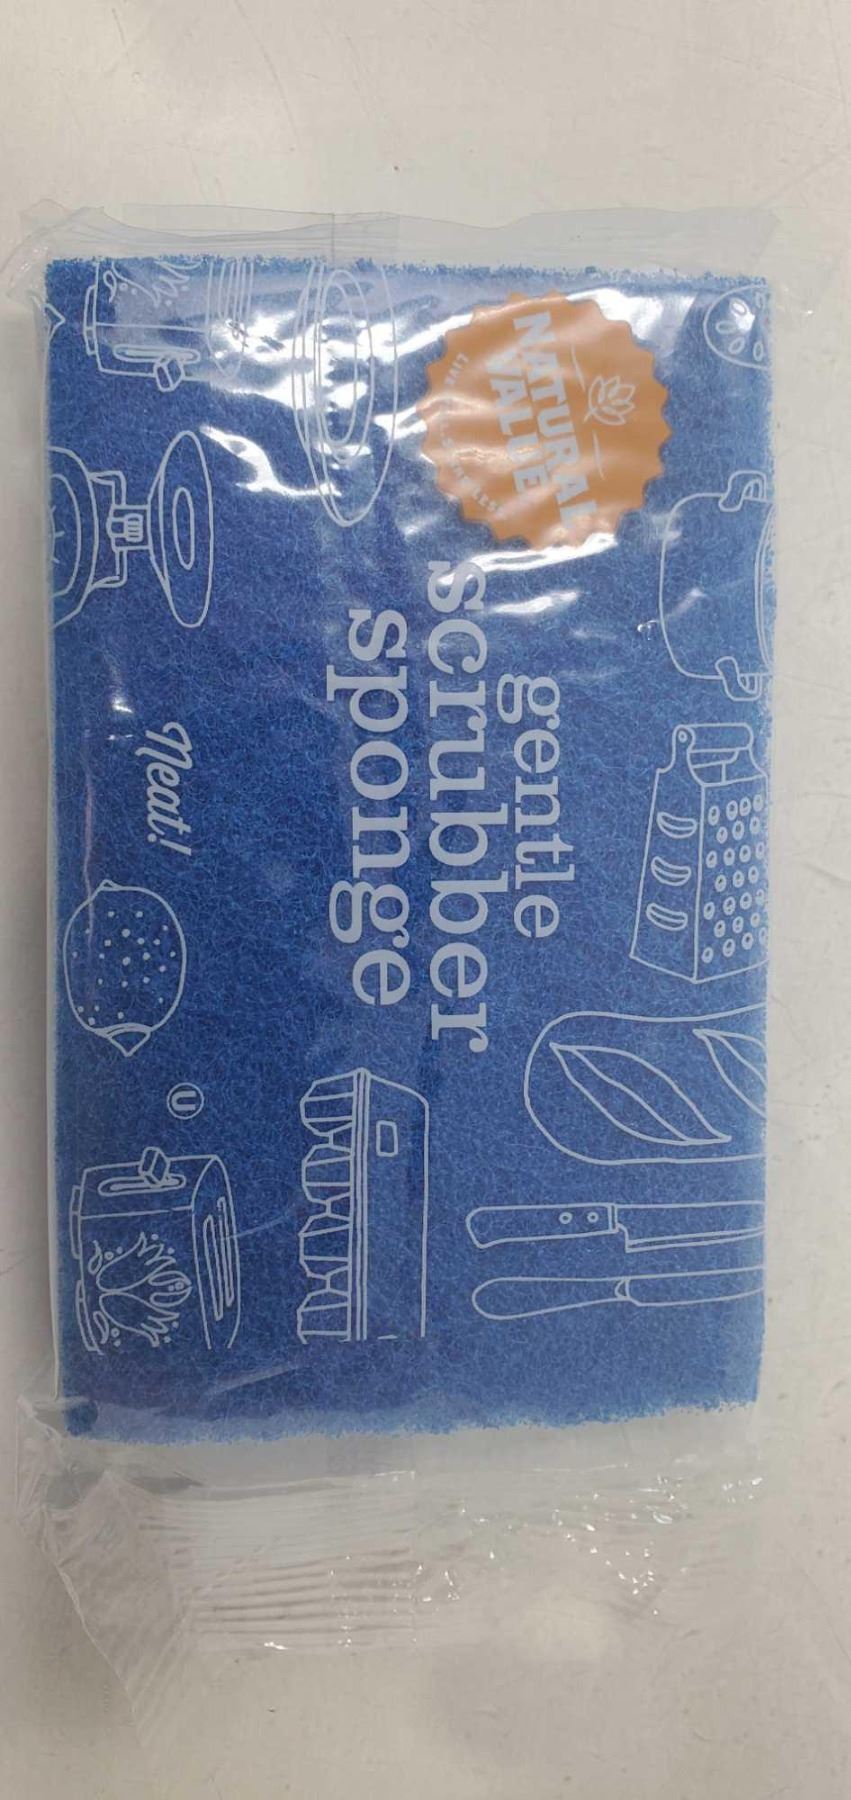 NATURAL
VALUE
gentle
scrubber
sponge
Neat!
U